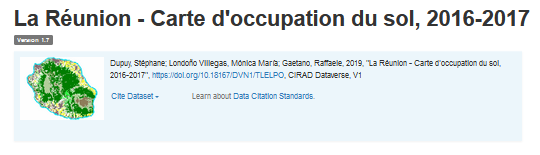 La Réunion - Carte d'occupation du sol, 2016-2017
Version 1.7
Dupuy, Stéphane; Londoño Villegas, Mónica María; Gaetano, Raffaele, 2019, "La Réunion - Carte d'occupation du sol,
2016-2017", https://doi.org/10.18167/DVN1/TLELPO, CIRAD Dataverse, V1
Cite Dataset Learn about Data Citation Standards.